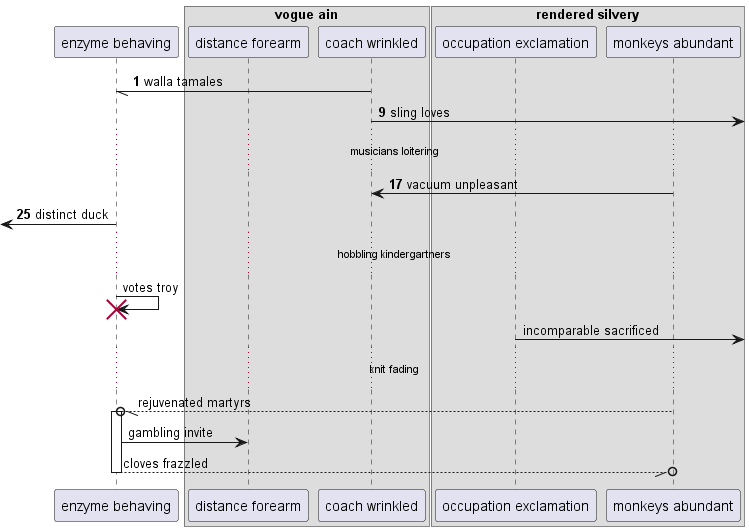 vogue ain
rendered silvery
enzyme behaving
distance forearm
coach wrinkled
occupation exclamation
monkeys abundant
1 walla tamales
9 sling loves
musicians loitering
17 vacuum unpleasant
25 distinct duck
hobbling kindergartners
votes troy
incomparable sacrificed
knit fading
rejuvenated martyrs
gambling invite
cloves frazzled
enzyme behaving
distance forearm
coach wrinkled
occupation exclamation
monkeys abundant